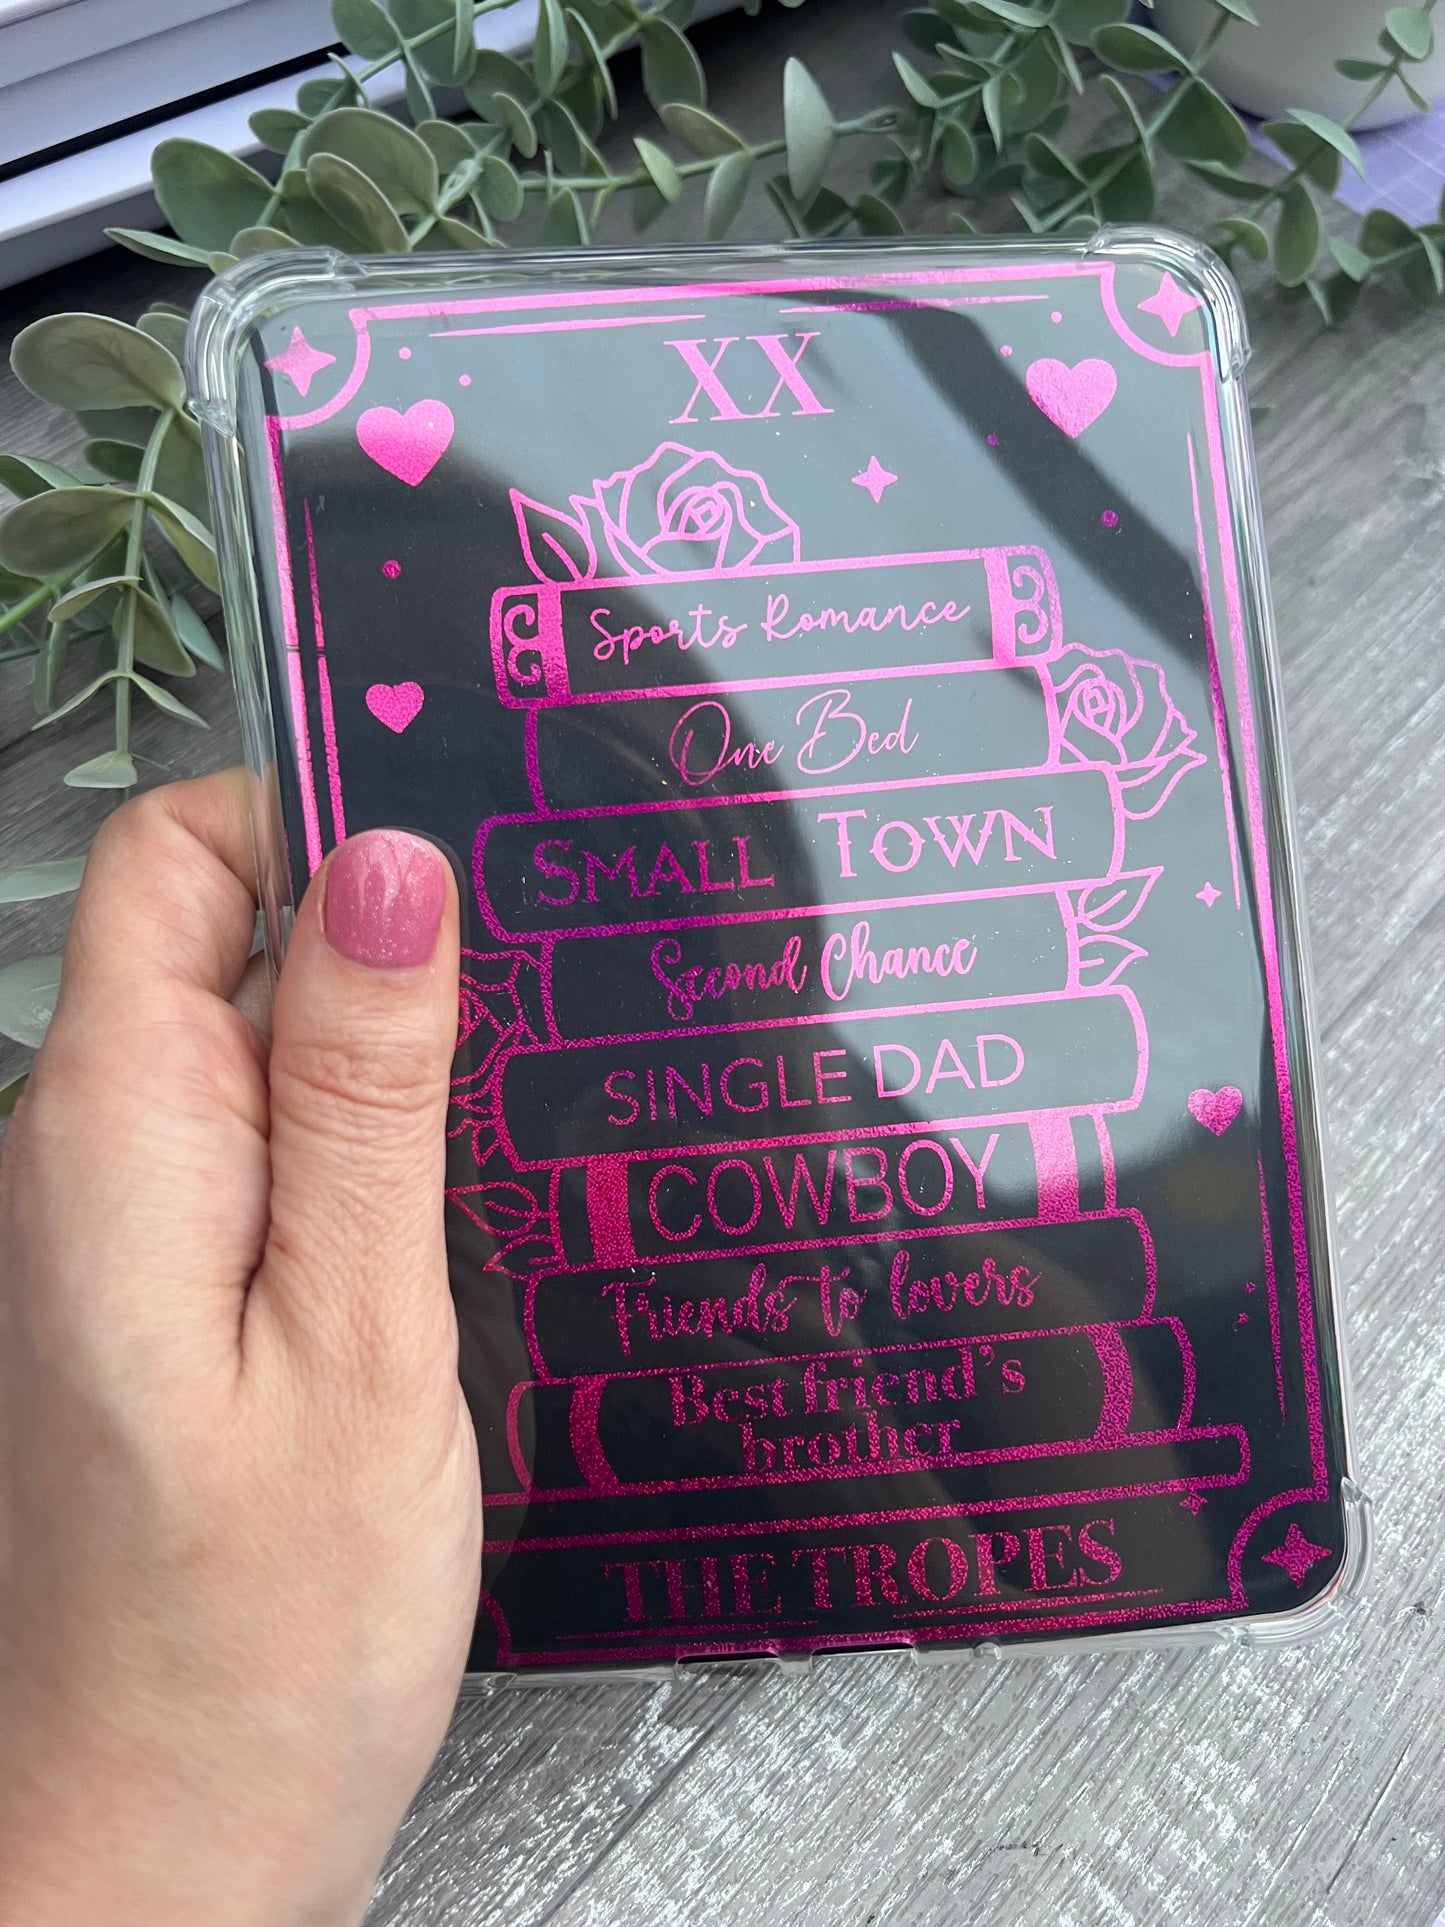 XX
Sports Romance
One Bed
SMALL TOWN
Second Chance
SINGLE DAD
COWBOY
Friends to lovers
Best friend's
brother
THE TROPES